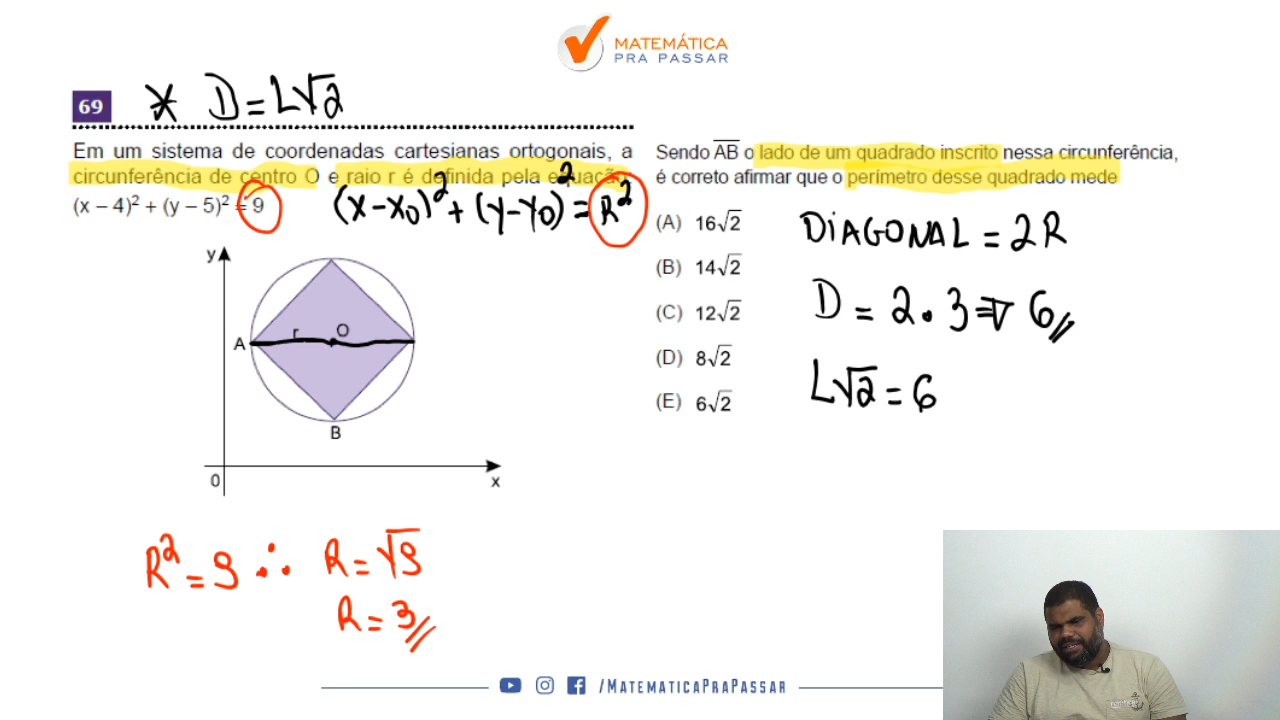 MATEMÁTICA
PRA PASSAR
69
* D = L√2
Em um sistema de coordenadas cartesianas ortogonais, a
circunferência de centro O e raio r é definida pela equação
(x – 4)² + (y – 5)² = 9
(x-x₀)² + (y-y₀)² = R²
y
A
r
O
B
0
x
R² = 9 ∴ R = √9
R = 3
Sendo A̅B̅ o lado de um quadrado inscrito nessa circunferência,
é correto afirmar que o perímetro desse quadrado mede
(A) 16√2
(B) 14√2
(C) 12√2
(D) 8√2
(E) 6√2
DIAGONAL = 2R
D = 2 . 3 ⇒ 6
L√2 = 6
/MATEMATICAPRAPASSAR